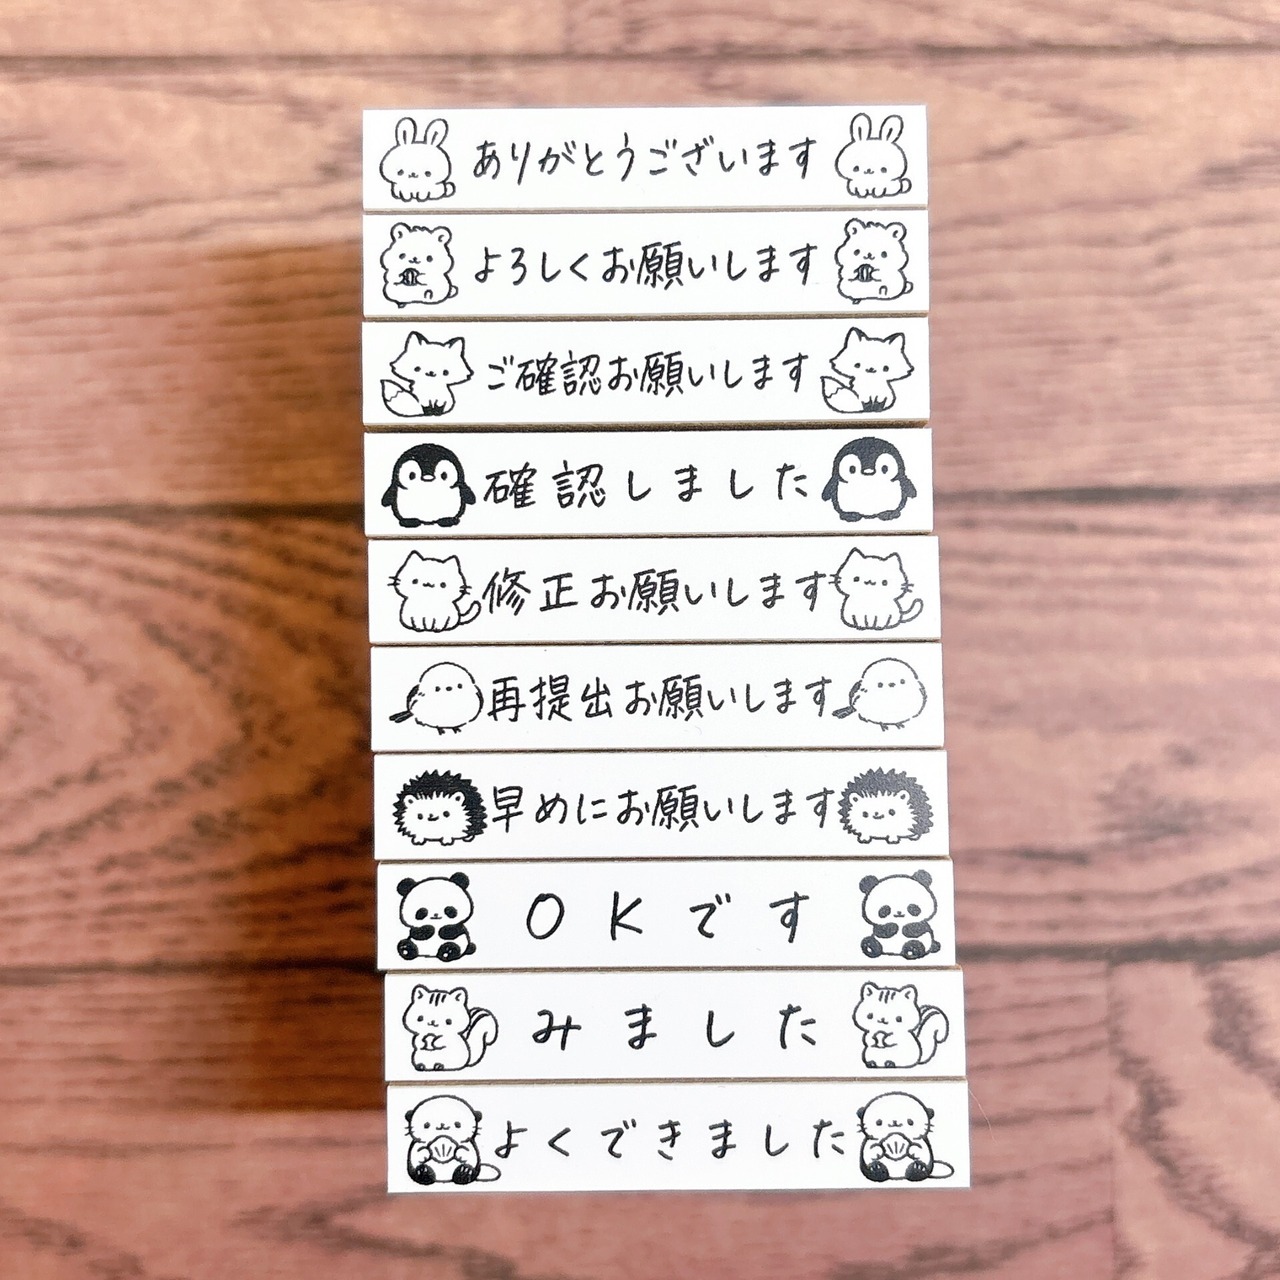 ありがとうございます
よろしくお願いします
ご確認お願いします
確認しました
修正お願いします
再提出お願いします
早めにお願いします
OKです
みました
よくできました